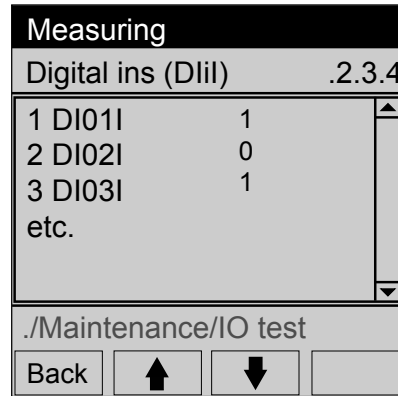 Measuring
Digital ins (DIiI) .2.3.4
1 DI01I 1
2 DI02I 0
3 DI03I 1
etc.
./Maintenance/IO test
Back